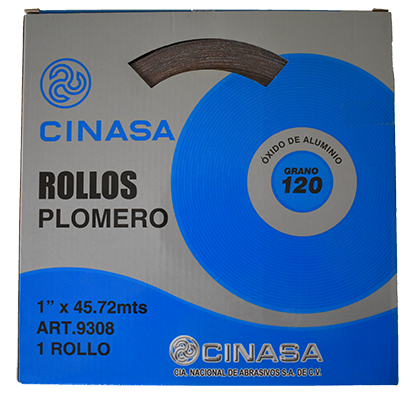 CINASA
ROLLOS
PLOMERO
ÓXIDO DE ALUMINIO
GRANO
120
1" x 45.72mts
ART.9308
1 ROLLO
CINASA
CIA. NACIONAL DE ABRASIVOS S.A. DE C.V.